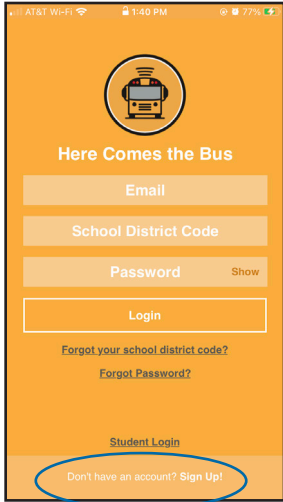 AT&T Wi-Fi 1:40 PM 77%
Here Comes the Bus
Email
School District Code
Password Show
Login
Forgot your school district code?
Forgot Password?
Student Login
Don't have an account? Sign Up!